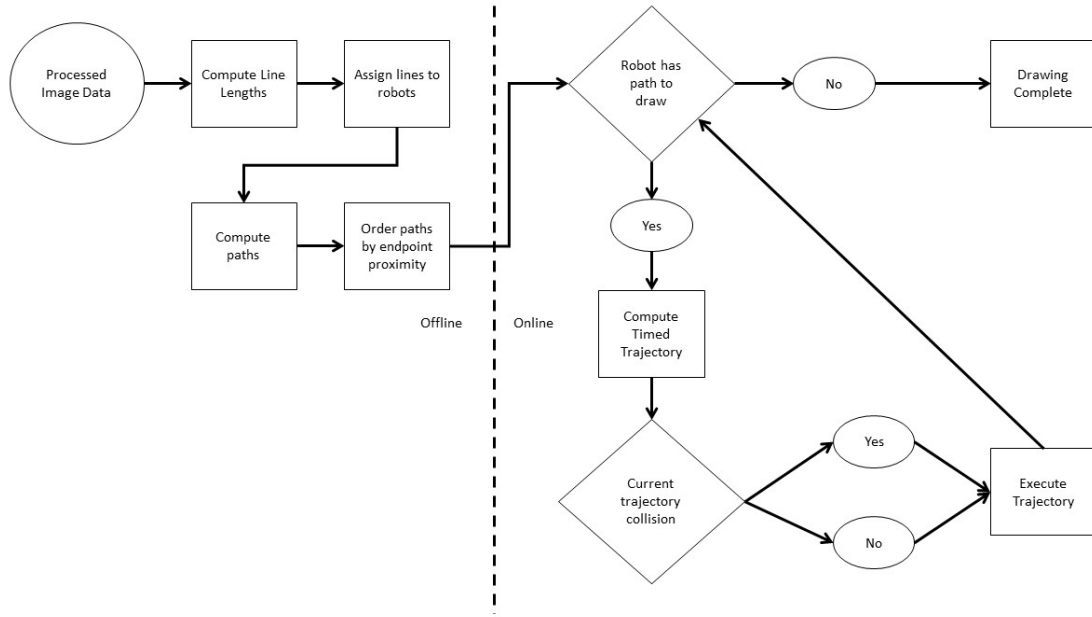 Processed
Image Data
Compute Line
Lengths
Assign lines to
robots
Compute
paths
Order paths
by endpoint
proximity
Offline
Online
Robot has
path to
draw
No
Drawing
Complete
Yes
Compute
Timed
Trajectory
Current
trajectory
collision
Yes
No
Execute
Trajectory